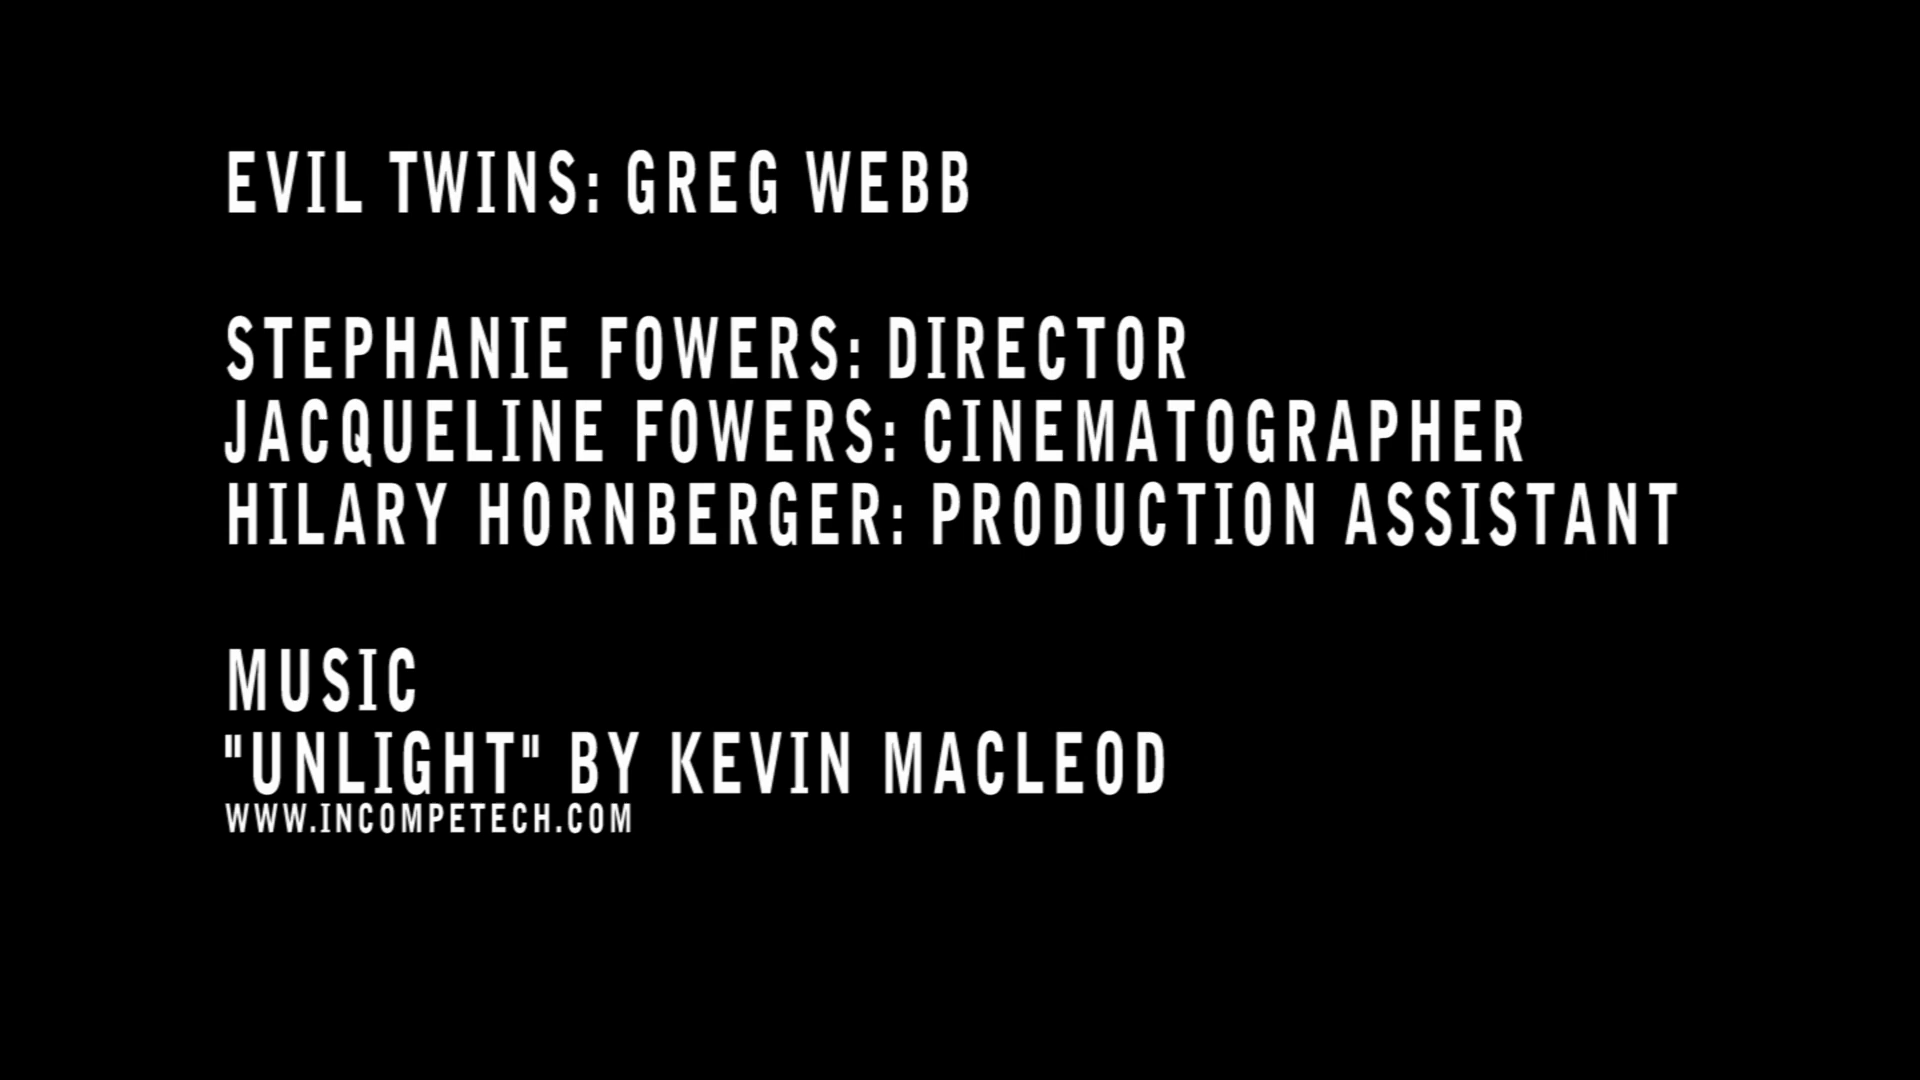 EVIL TWINS: GREG WEBB
STEPHANIE FOWERS: DIRECTOR
JACQUELINE FOWERS: CINEMATOGRAPHER
HILARY HORNBERGER: PRODUCTION ASSISTANT
MUSIC
"UNLIGHT" BY KEVIN MACLEOD
WWW.INCOMPETECH.COM